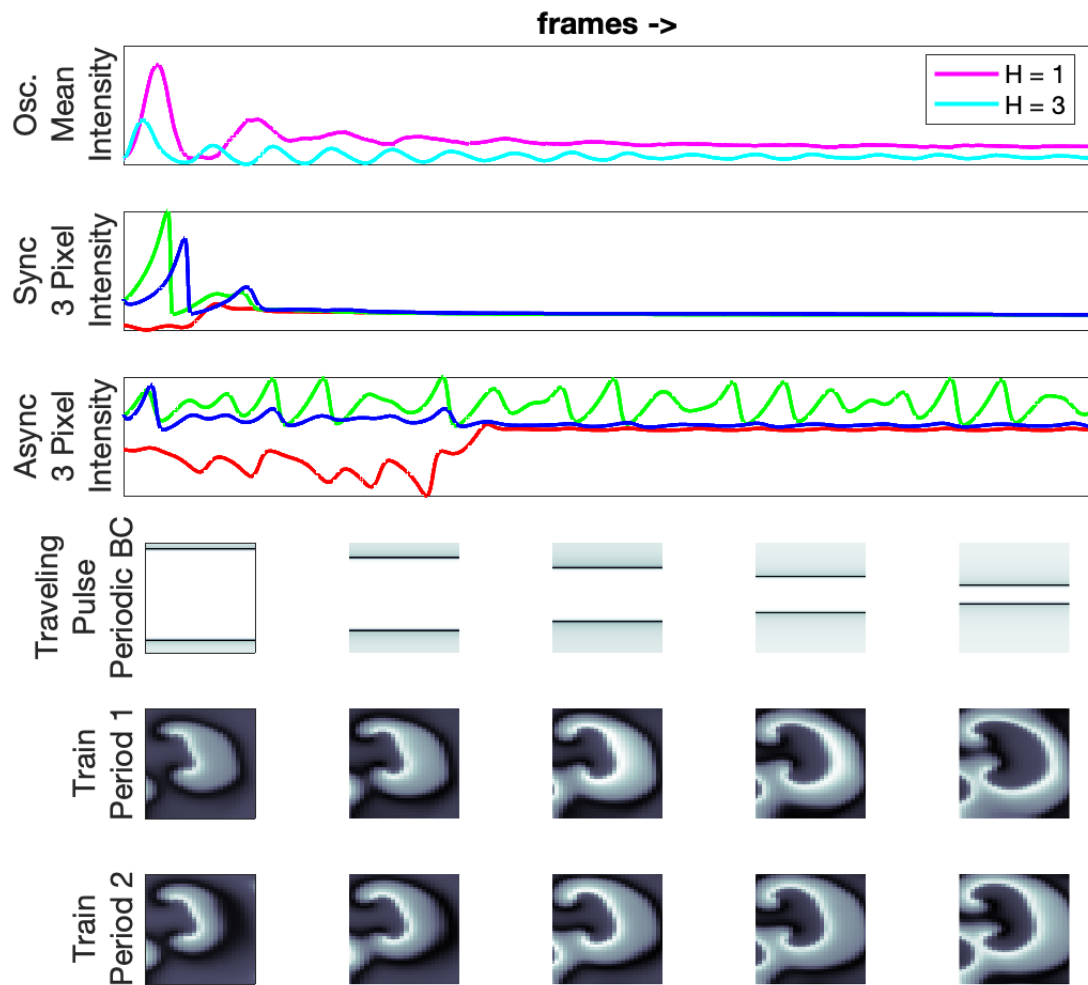 frames ->
Osc.
Mean
Intensity
H = 1
H = 3
Sync
3 Pixel
Intensity
Async
3 Pixel
Intensity
Traveling
Pulse
Periodic BC
Train
Period 1
Train
Period 2